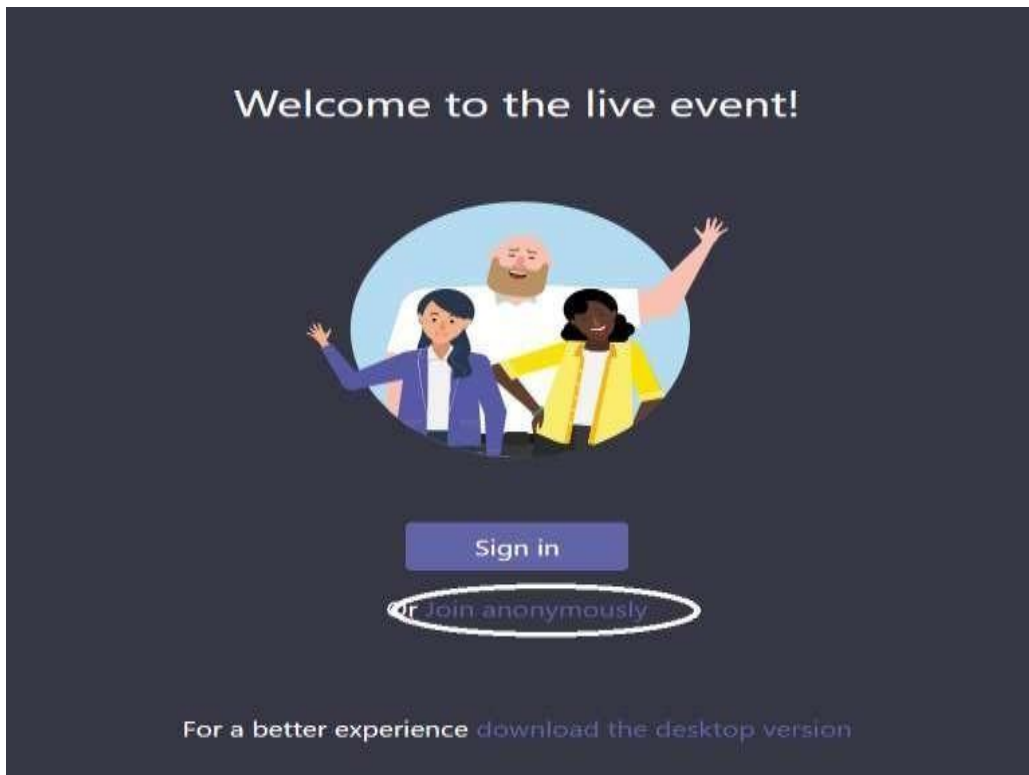 Welcome to the live event!
Sign in
Or Join anonymously
For a better experience download the desktop version